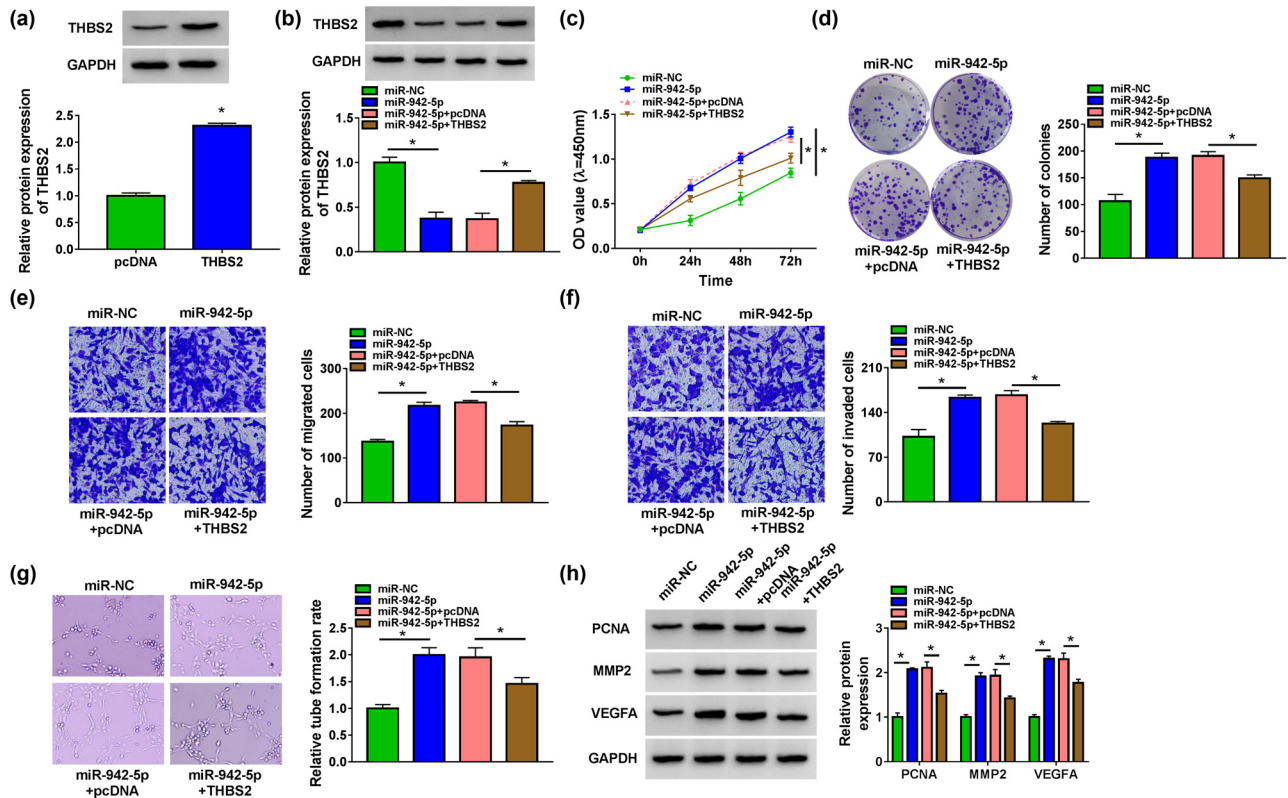 (a)
THBS2
GAPDH
Relative protein expression
of THBS2
2.5
2.0
1.5
1.0
0.5
0.0
*
pcDNA
THBS2
(b)
THBS2
GAPDH
miR-NC
miR-942-5p
miR-942-5p+pcDNA
miR-942-5p+THBS2
Relative protein expression
of THBS2
1.5
1.0
0.5
0.0
*
*
(c)
miR-NC
miR-942-5p
miR-942-5p+pcDNA
miR-942-5p+THBS2
OD value (λ=450nm)
1.5
1.0
0.5
0.0
*
*
0h
24h
48h
72h
Time
(d)
miR-NC
miR-942-5p
miR-942-5p
+pcDNA
miR-942-5p
+THBS2
miR-NC
miR-942-5p
miR-942-5p+pcDNA
miR-942-5p+THBS2
Number of colonies
250
200
150
100
50
0
*
*
(e)
miR-NC
miR-942-5p
miR-942-5p
+pcDNA
miR-942-5p
+THBS2
miR-NC
miR-942-5p
miR-942-5p+pcDNA
miR-942-5p+THBS2
Number of migrated cells
300
200
100
0
*
*
(f)
miR-NC
miR-942-5p
miR-942-5p
+pcDNA
miR-942-5p
+THBS2
miR-NC
miR-942-5p
miR-942-5p+pcDNA
miR-942-5p+THBS2
Number of invaded cells
210
140
70
0
*
*
(g)
miR-NC
miR-942-5p
miR-942-5p
+pcDNA
miR-942-5p
+THBS2
miR-NC
miR-942-5p
miR-942-5p+pcDNA
miR-942-5p+THBS2
Relative tube formation rate
2.5
2.0
1.5
1.0
0.5
0.0
*
*
(h)
miR-NC
miR-942-5p
miR-942-5p
+pcDNA
miR-942-5p
+THBS2
PCNA
MMP2
VEGFA
GAPDH
miR-NC
miR-942-5p
miR-942-5p+pcDNA
miR-942-5p+THBS2
Relative protein
expression
3
2
1
0
*
*
*
*
*
*
PCNA
MMP2
VEGFA